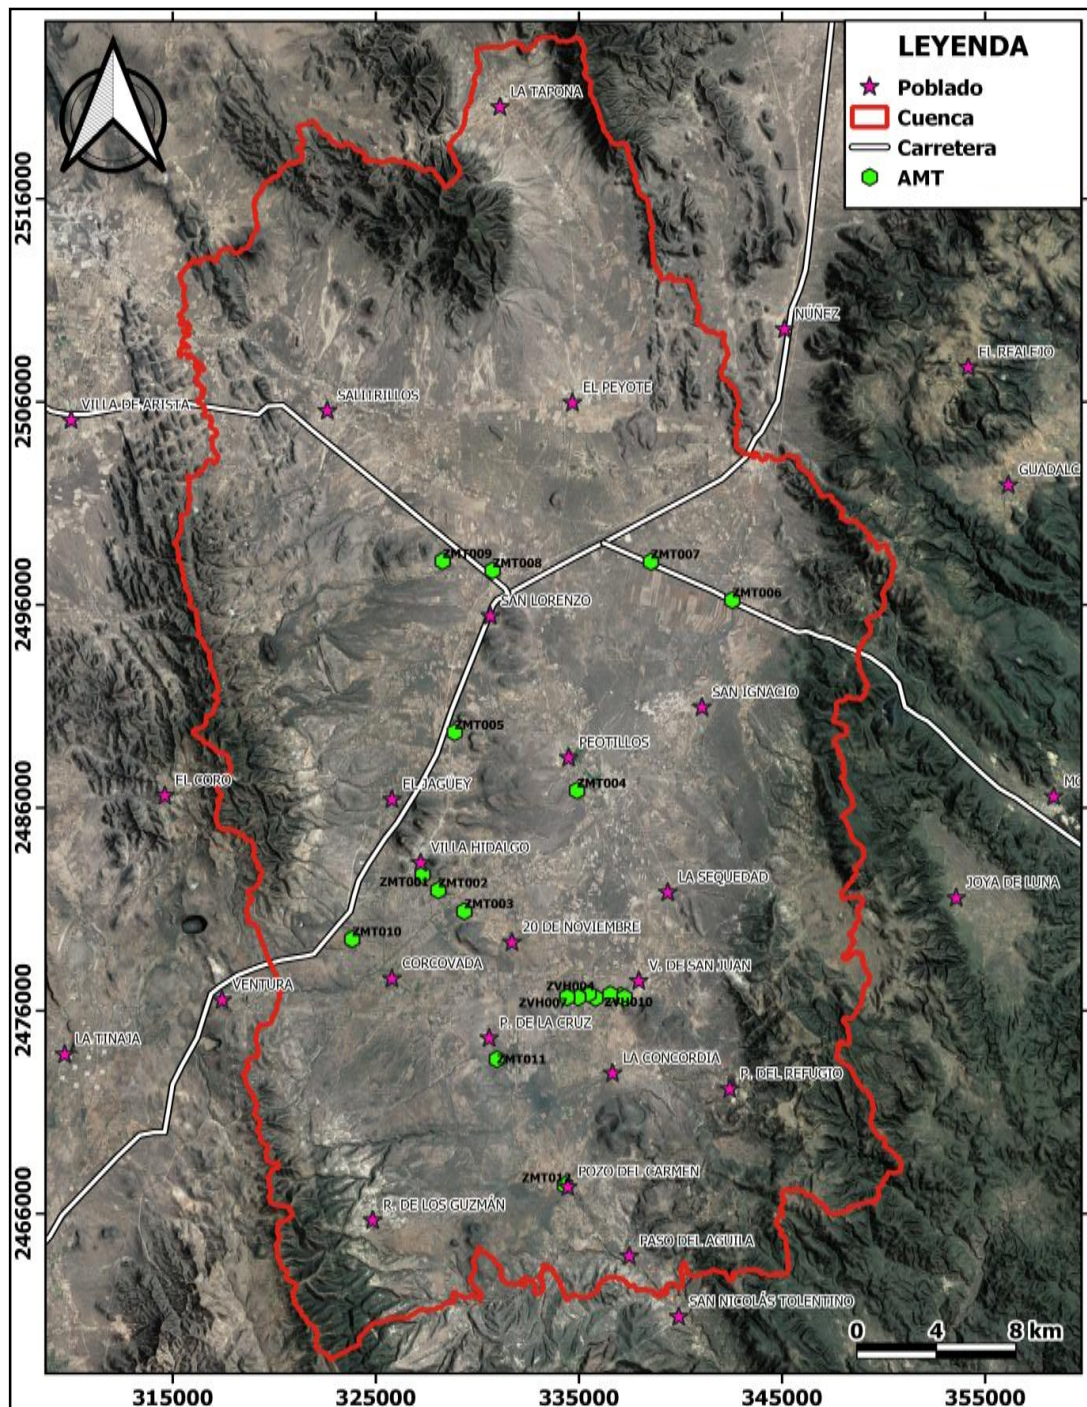 LEYENDA
Poblado
Cuenca
Carretera
AMT
LA TAPONA
NÚÑEZ
EL REALEJO
EL PEYOTE
SALITRILLOS
VILLA DE ARISTA
GUADALC
ZMT009
ZMT008
ZMT007
ZMT006
SAN LORENZO
SAN IGNACIO
ZMT005
PEOTILLOS
EL CORO
EL JAGÜEY
ZMT004
MO
VILLA HIDALGO
ZMT001
ZMT002
LA SEQUEDAD
JOYA DE LUNA
ZMT003
20 DE NOVIEMBRE
ZMT010
CORCOVADA
V. DE SAN JUAN
VENTURA
ZVH004
ZVH007
ZVH010
P. DE LA CRUZ
LA TINAJA
ZMT011
LA CONCORDIA
P. DEL REFUGIO
POZO DEL CARMEN
R. DE LOS GUZMÁN
PASO DEL AGUILA
SAN NICOLÁS TOLENTINO
0 4 8 km
2516000
2506000
2496000
2486000
2476000
2466000
315000 325000 335000 345000 355000